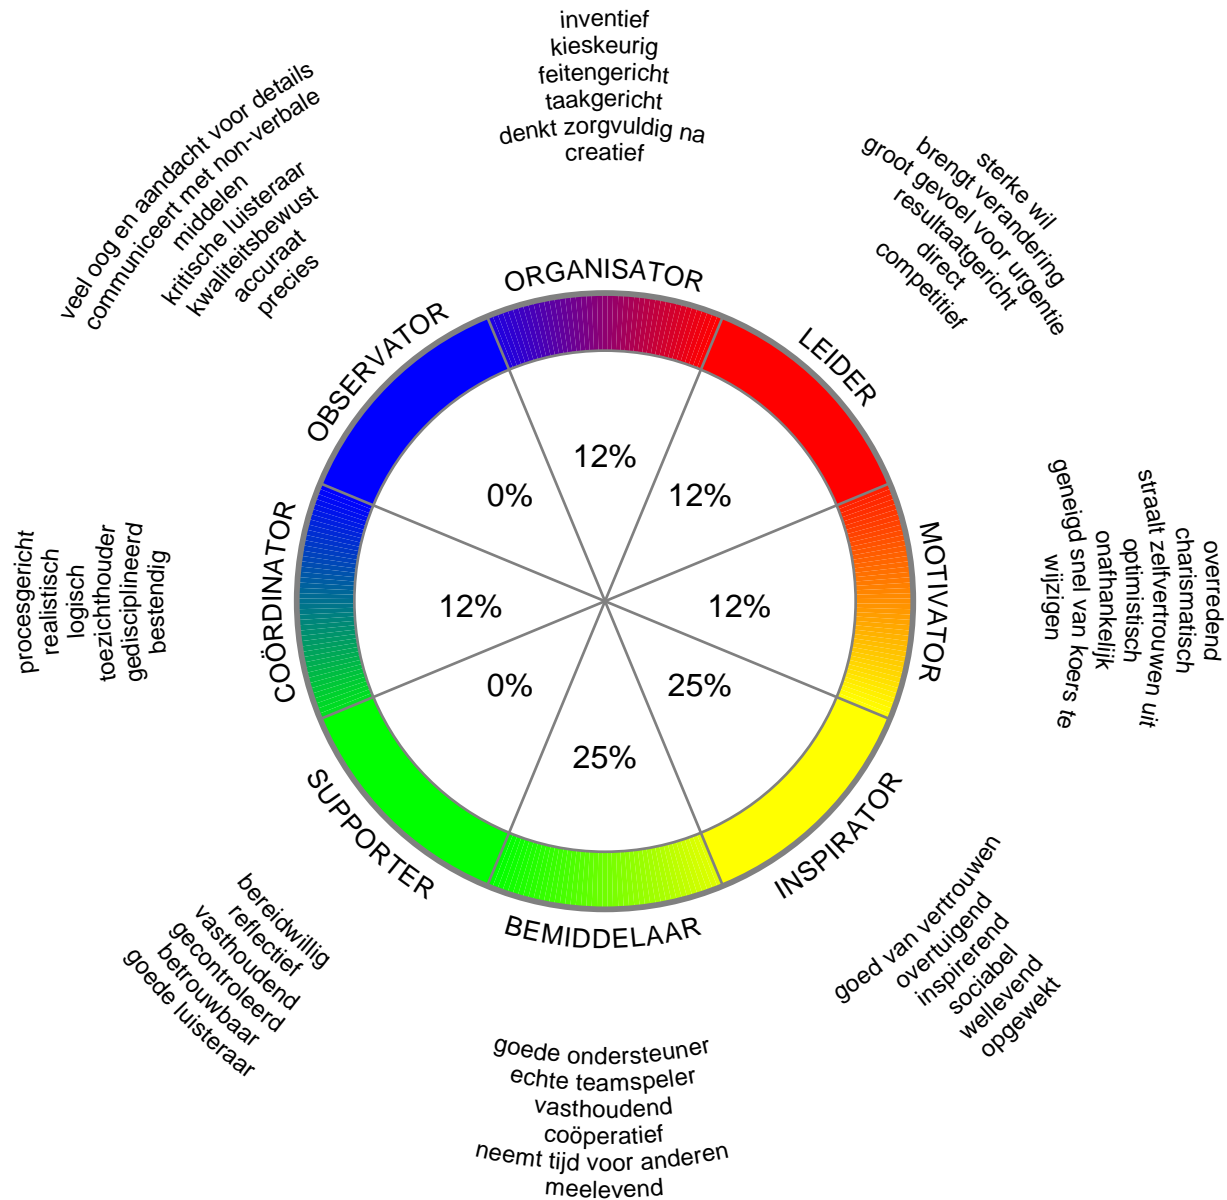 inventief
kieskeurig
feitengericht
taakgericht
denkt zorgvuldig na
creatief
ORGANISATOR
12%
sterke wil
brengt verandering
groot gevoel voor urgentie
resultaatgericht
direct
competitief
LEIDER
12%
overredend
charismatisch
straalt zelfvertrouwen uit
optimistisch
onafhankelijk
geneigd snel van koers te
wijzigen
MOTIVATOR
12%
goed van vertrouwen
overtuigend
inspirerend
sociabel
wellevend
opgewekt
INSPIRATOR
25%
goede ondersteuner
echte teamspeler
vasthoudend
coöperatief
neemt tijd voor anderen
meelevend
BEMIDDELAAR
25%
bereidwillig
reflectief
vasthoudend
gecontroleerd
betrouwbaar
goede luisteraar
SUPPORTER
0%
procesgericht
realistisch
logisch
toezichthouder
gedisciplineerd
bestendig
COÖRDINATOR
12%
veel oog en aandacht voor details
communiceert met non-verbale
middelen
kritische luisteraar
kwaliteitsbewust
accuraat
precies
OBSERVATOR
0%